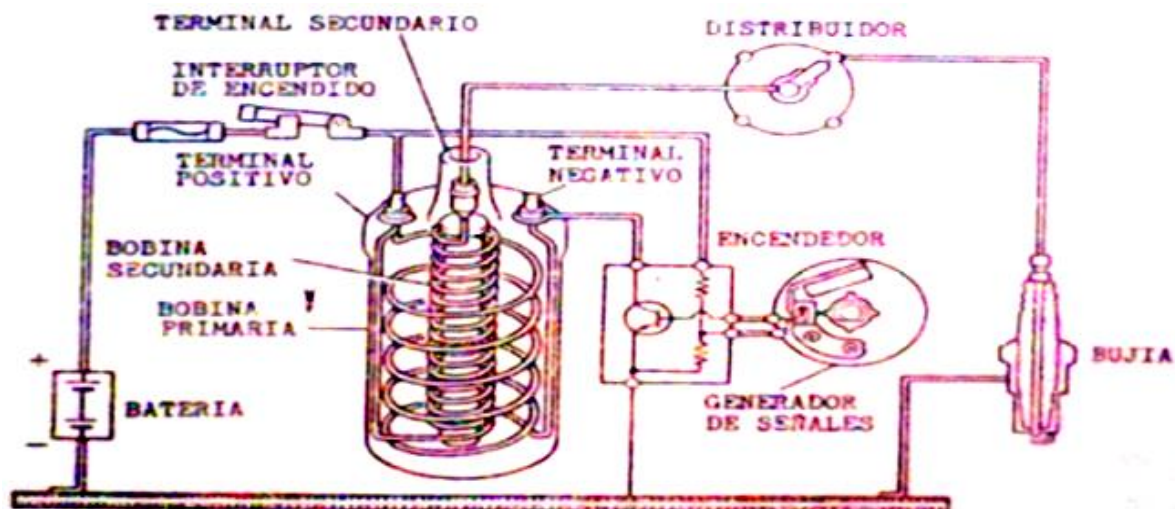 TERMINAL SECUNDARIO
DISTRIBUIDOR
INTERRUPTOR
DE ENCENDIDO
TERMINAL
POSITIVO
TERMINAL
NEGATIVO
BOBINA
SECUNDARIA
ENCENDEDOR
BOBINA
PRIMARIA
+
BATERIA
-
GENERADOR
DE SEÑALES
BUJIA